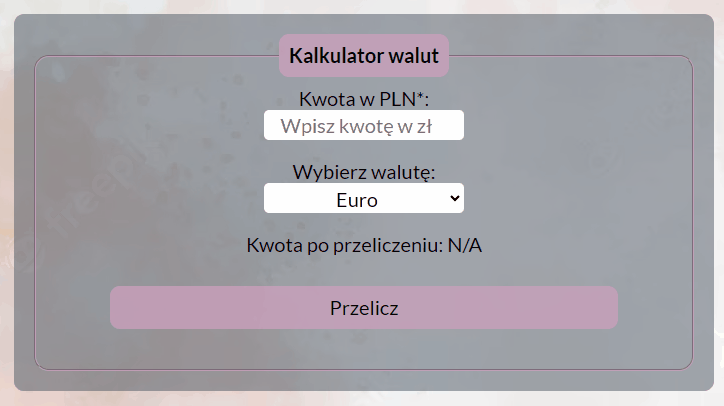 Kalkulator walut
Kwota w PLN*:
Wpisz kwotę w zł
Wybierz walutę:
Euro
Kwota po przeliczeniu: N/A
Przelicz